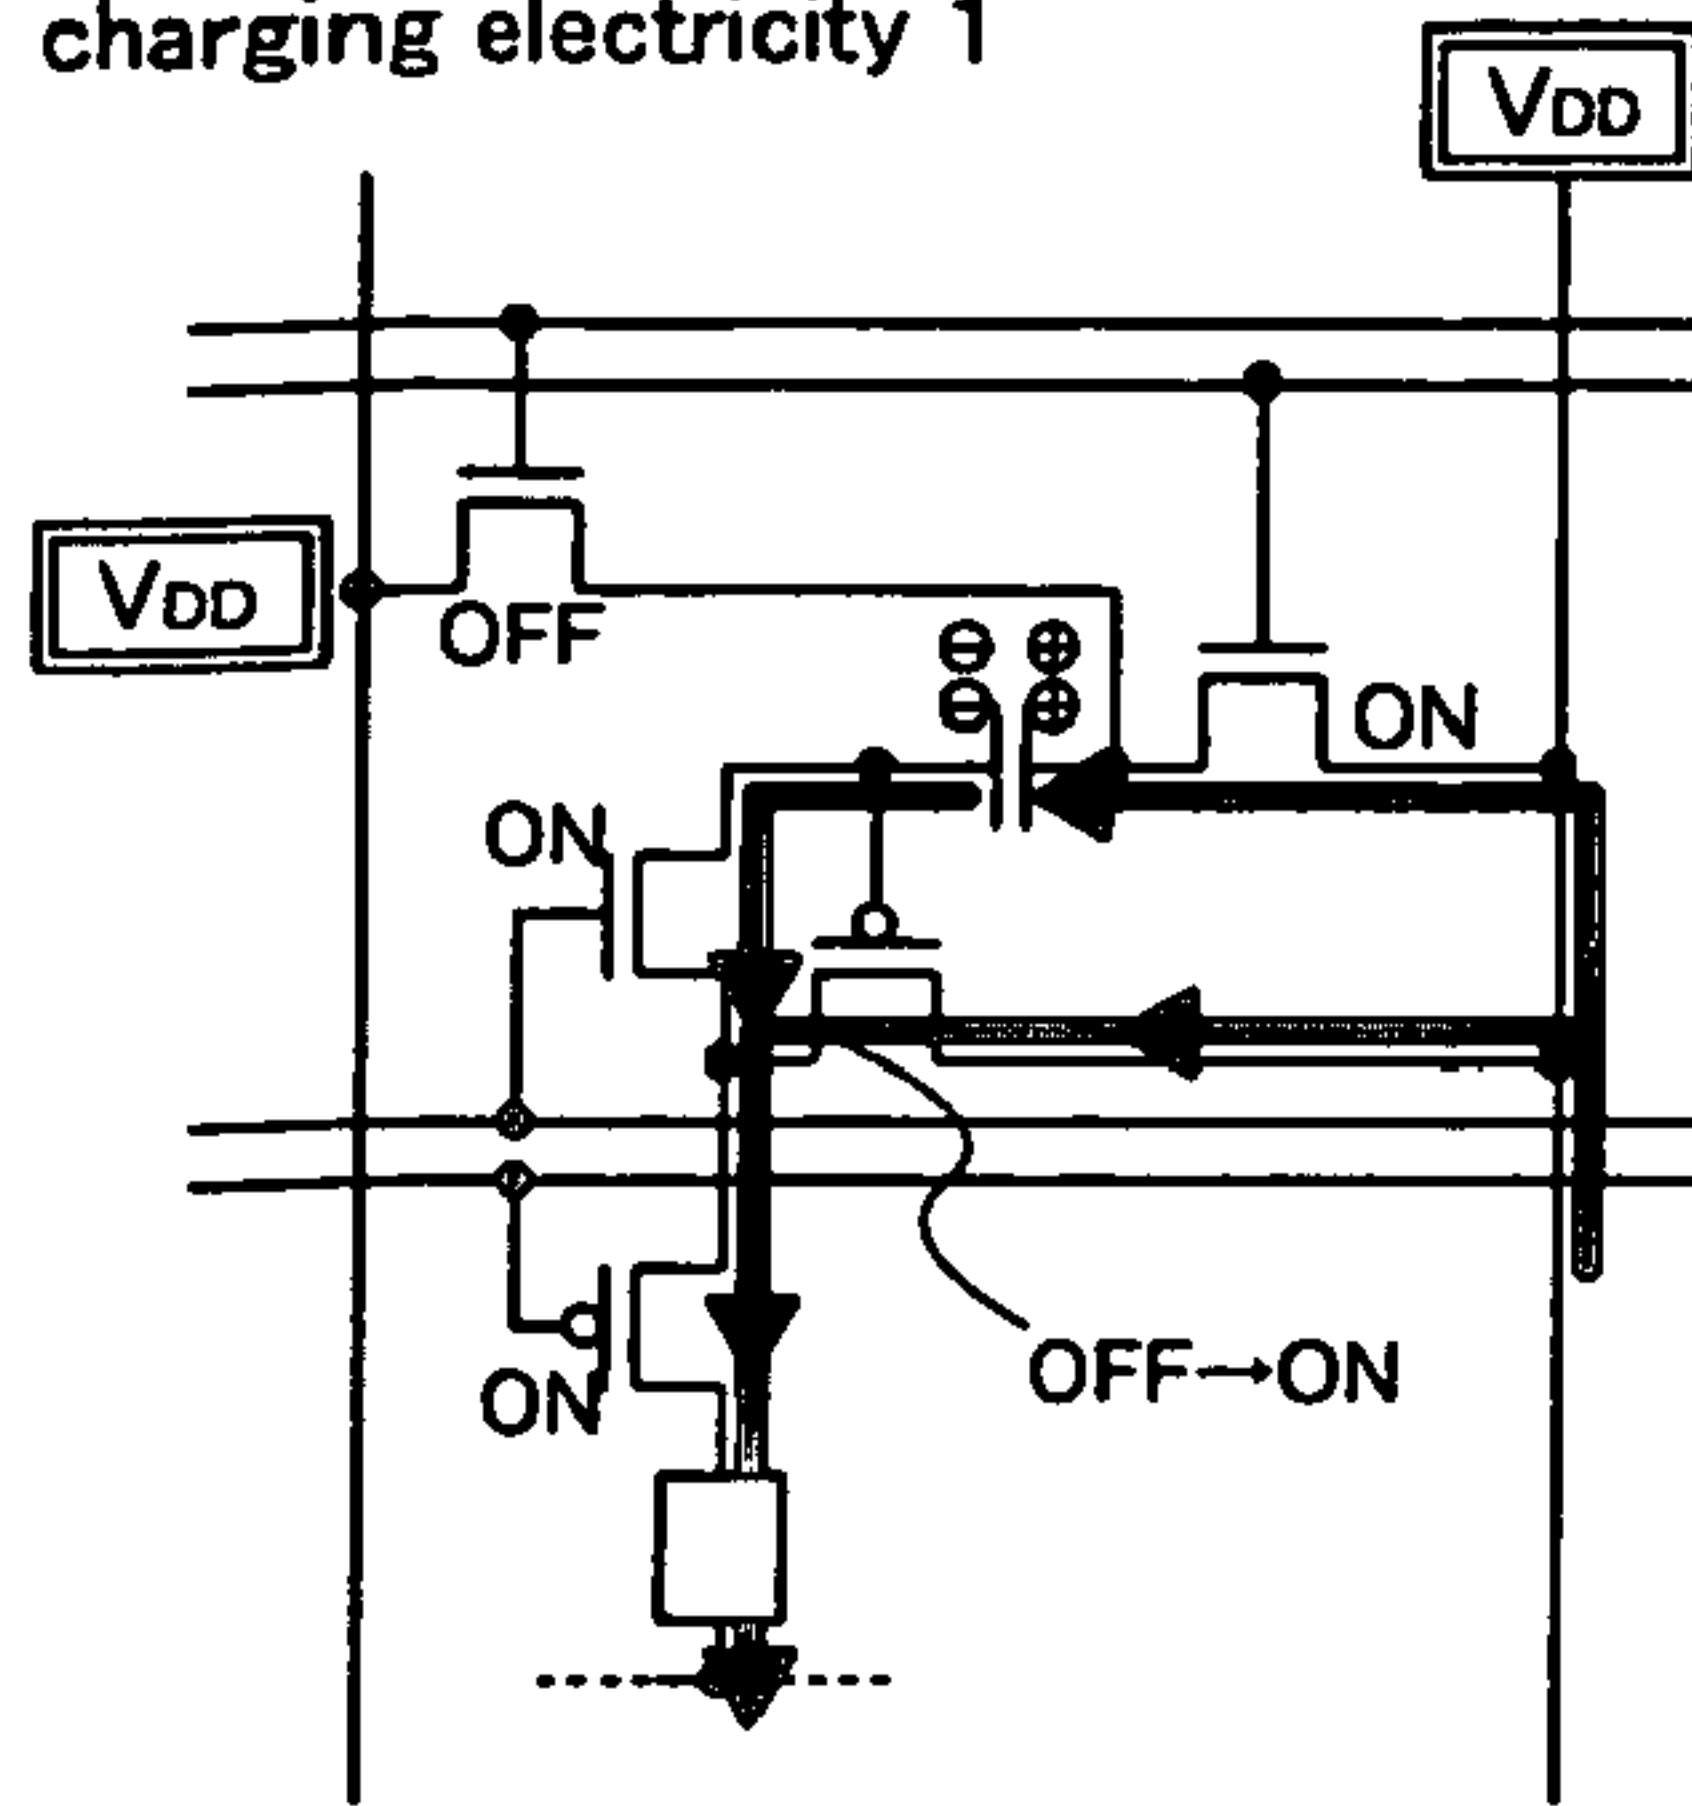 charging electricity 1
VDD
VDD
OFF
⊖ ⊕
⊖ ⊕
ON
ON
OFF→ON
ON